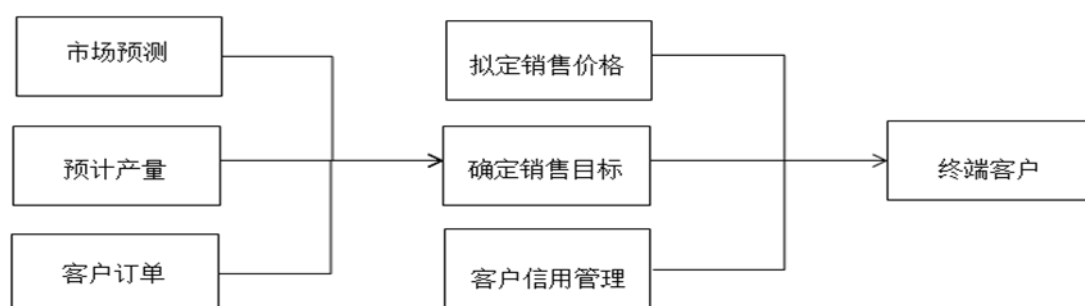 市场预测
预计产量
客户订单
拟定销售价格
确定销售目标
客户信用管理
终端客户